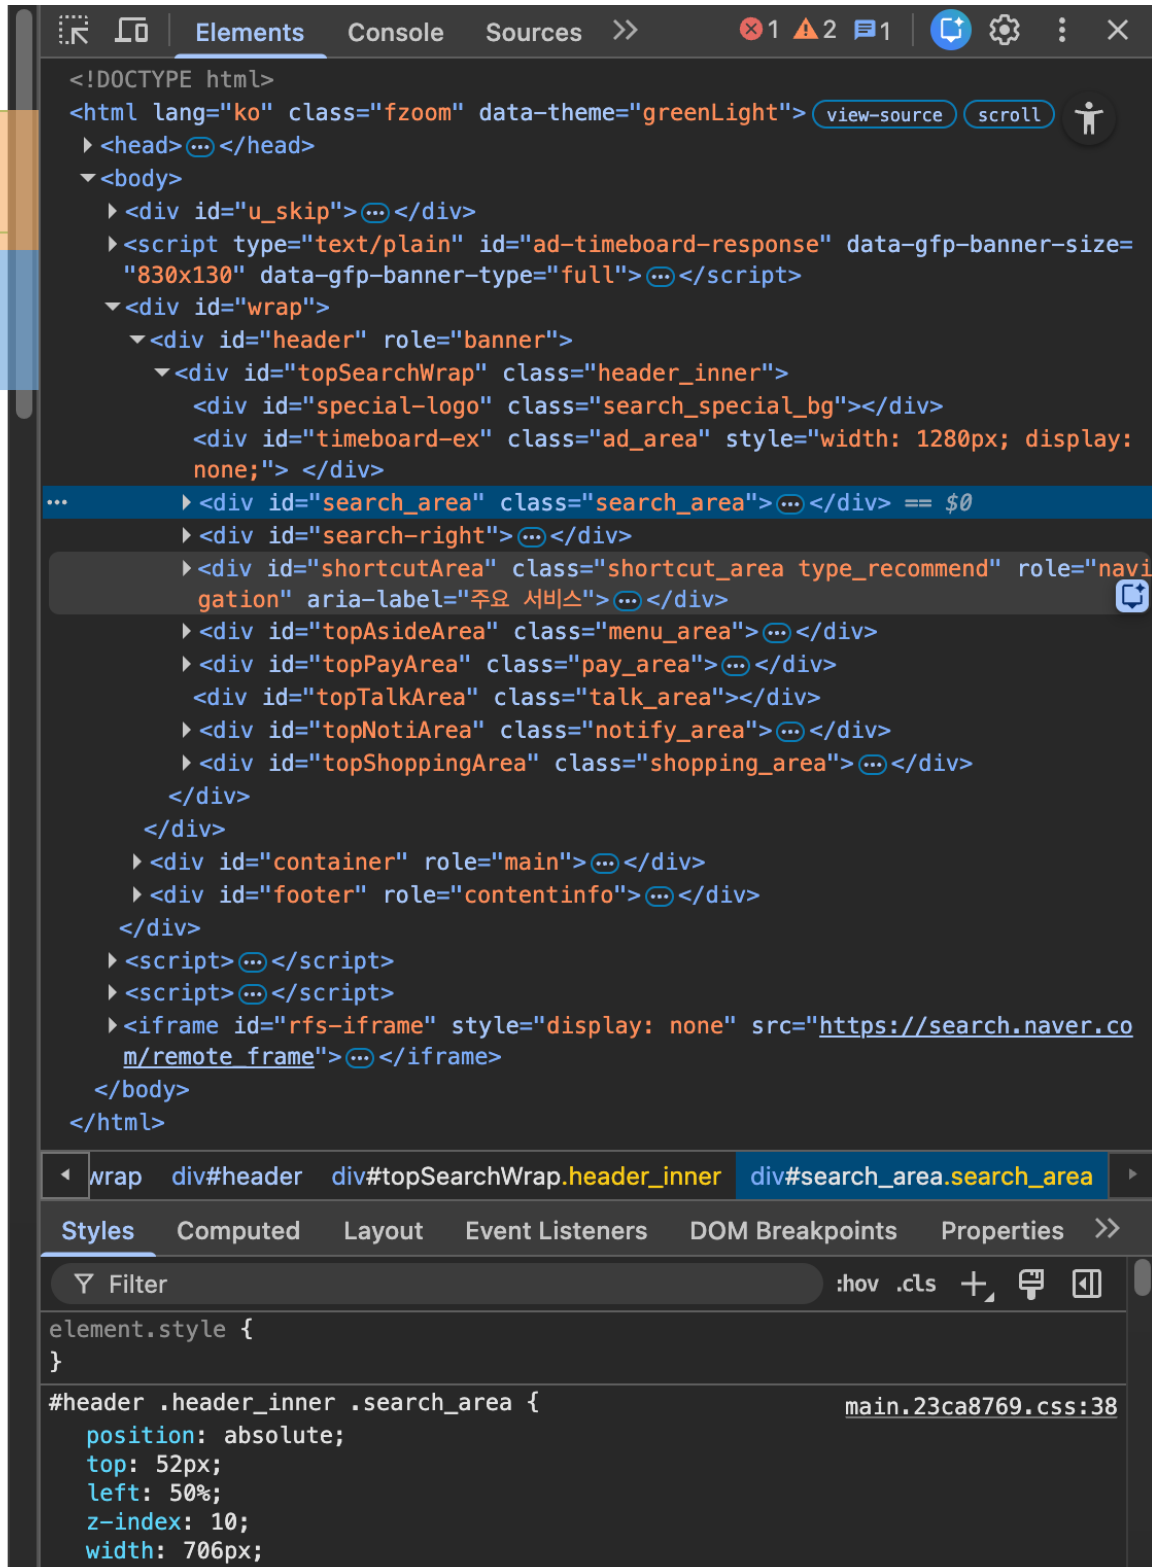 Elements Console Sources 1 2 1
<!DOCTYPE html>
<html lang="ko" class="fzoom" data-theme="greenLight"> view-source scroll
<head> … </head>
<body>
<div id="u_skip"> … </div>
<script type="text/plain" id="ad-timeboard-response" data-gfp-banner-size=
"830x130" data-gfp-banner-type="full"> … </script>
<div id="wrap">
<div id="header" role="banner">
<div id="topSearchWrap" class="header_inner">
<div id="special-logo" class="search_special_bg"></div>
<div id="timeboard-ex" class="ad_area" style="width: 1280px; display:
none;"> </div>
… <div id="search_area" class="search_area"> … </div> == $0
<div id="search-right"> … </div>
<div id="shortcutArea" class="shortcut_area type_recommend" role="navi
gation" aria-label="주요 서비스"> … </div>
<div id="topAsideArea" class="menu_area"> … </div>
<div id="topPayArea" class="pay_area"> … </div>
<div id="topTalkArea" class="talk_area"></div>
<div id="topNotiArea" class="notify_area"> … </div>
<div id="topShoppingArea" class="shopping_area"> … </div>
</div>
</div>
<div id="container" role="main"> … </div>
<div id="footer" role="contentinfo"> … </div>
</div>
<script> … </script>
<script> … </script>
<iframe id="rfs-iframe" style="display: none" src="https://search.naver.co
m/remote_frame"> … </iframe>
</body>
</html>
wrap div#header div#topSearchWrap.header_inner div#search_area.search_area
Styles Computed Layout Event Listeners DOM Breakpoints Properties
Filter :hov .cls
element.style {
}
#header .header_inner .search_area { main.23ca8769.css:38
position: absolute;
top: 52px;
left: 50%;
z-index: 10;
width: 706px;